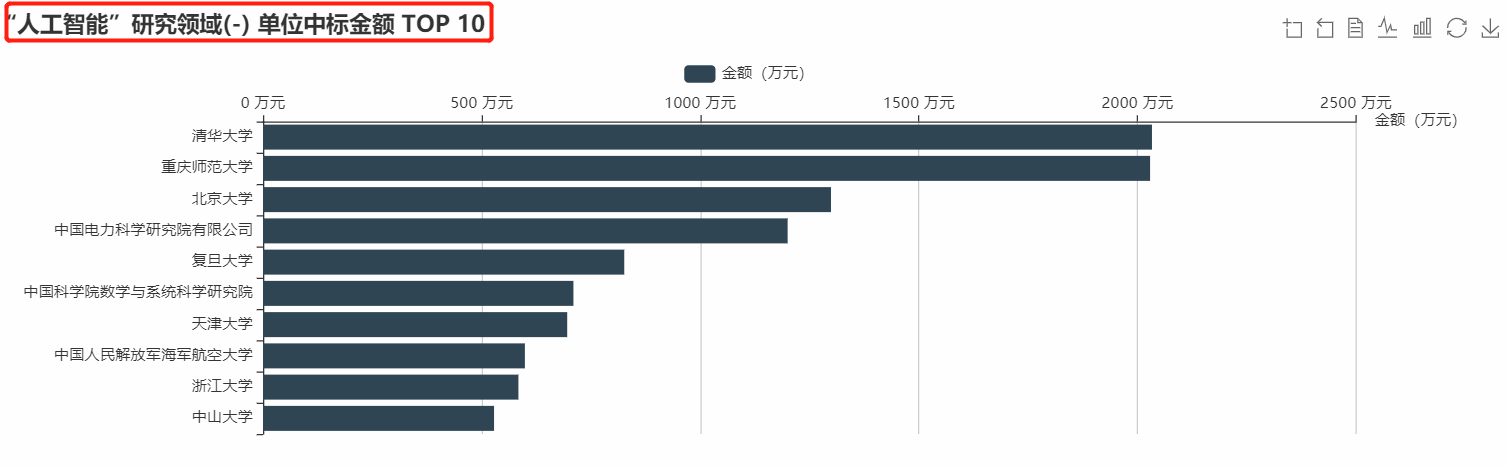 “人工智能”研究领域(-) 单位中标金额 TOP 10
金额（万元）
0 万元 500 万元 1000 万元 1500 万元 2000 万元 2500 万元
金额（万元）
清华大学
重庆师范大学
北京大学
中国电力科学研究院有限公司
复旦大学
中国科学院数学与系统科学研究院
天津大学
中国人民解放军海军航空大学
浙江大学
中山大学